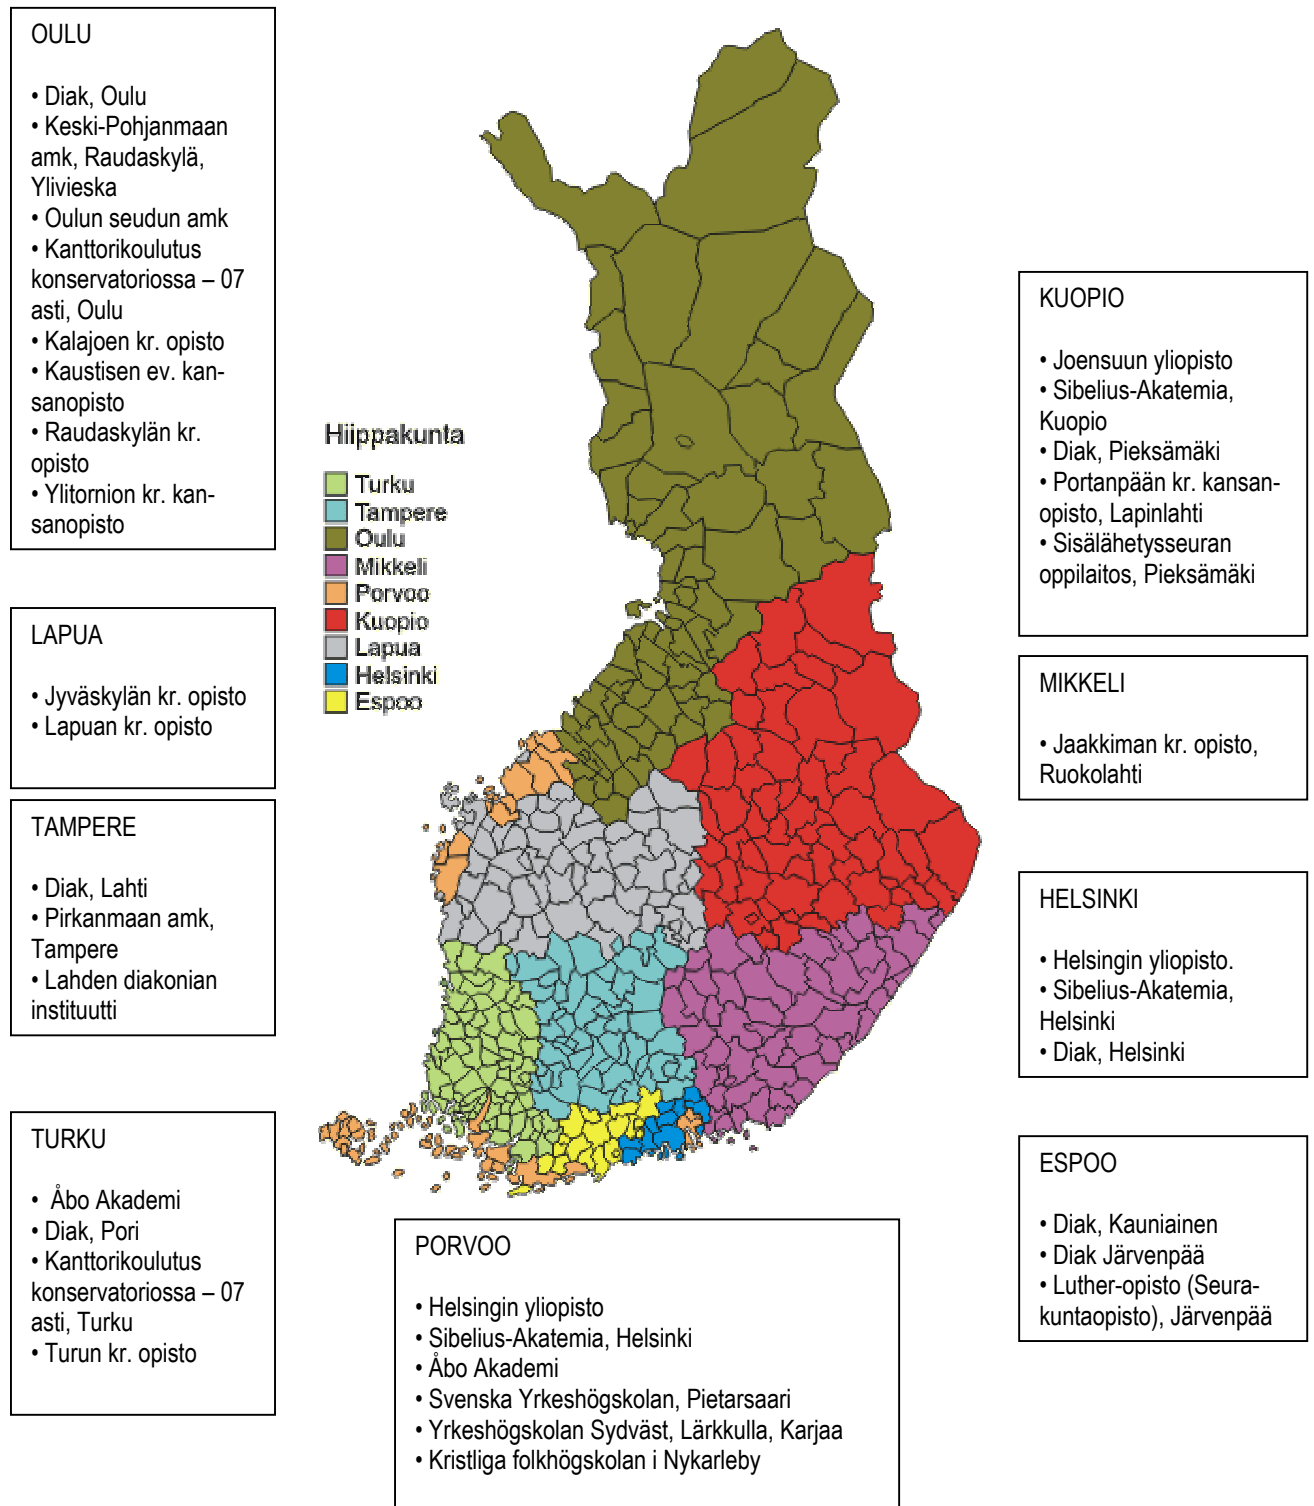 OULU
• Diak, Oulu
• Keski-Pohjanmaan
amk, Raudaskylä,
Ylivieska
• Oulun seudun amk
• Kanttorikoulutus
konservatoriossa – 07
asti, Oulu
• Kalajoen kr. opisto
• Kaustisen ev. kan-
sanopisto
• Raudaskylän kr.
opisto
• Ylitornion kr. kan-
sanopisto
LAPUA
• Jyväskylän kr. opisto
• Lapuan kr. opisto
TAMPERE
• Diak, Lahti
• Pirkanmaan amk,
Tampere
• Lahden diakonian
instituutti
TURKU
• Åbo Akademi
• Diak, Pori
• Kanttorikoulutus
konservatoriossa – 07
asti, Turku
• Turun kr. opisto
Hiippakunta
Turku
Tampere
Oulu
Mikkeli
Porvoo
Kuopio
Lapua
Helsinki
Espoo
PORVOO
• Helsingin yliopisto
• Sibelius-Akatemia, Helsinki
• Åbo Akademi
• Svenska Yrkeshögskolan, Pietarsaari
• Yrkeshögskolan Sydväst, Lärkkulla, Karjaa
• Kristliga folkhögskolan i Nykarleby
KUOPIO
• Joensuun yliopisto
• Sibelius-Akatemia,
Kuopio
• Diak, Pieksämäki
• Portanpään kr. kansan-
opisto, Lapinlahti
• Sisälähetysseuran
oppilaitos, Pieksämäki
MIKKELI
• Jaakkiman kr. opisto,
Ruokolahti
HELSINKI
• Helsingin yliopisto.
• Sibelius-Akatemia,
Helsinki
• Diak, Helsinki
ESPOO
• Diak, Kauniainen
• Diak Järvenpää
• Luther-opisto (Seura-
kuntaopisto), Järvenpää